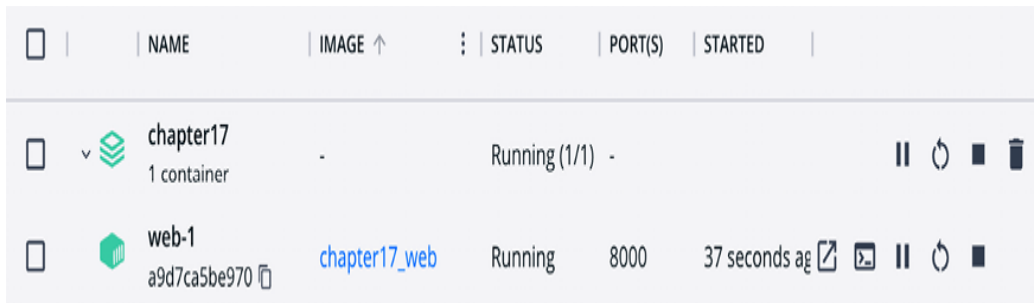 NAME IMAGE STATUS PORT(S) STARTED
chapter17
1 container
- Running (1/1) -
web-1
a9d7ca5be970
chapter17_web Running 8000 37 seconds ag